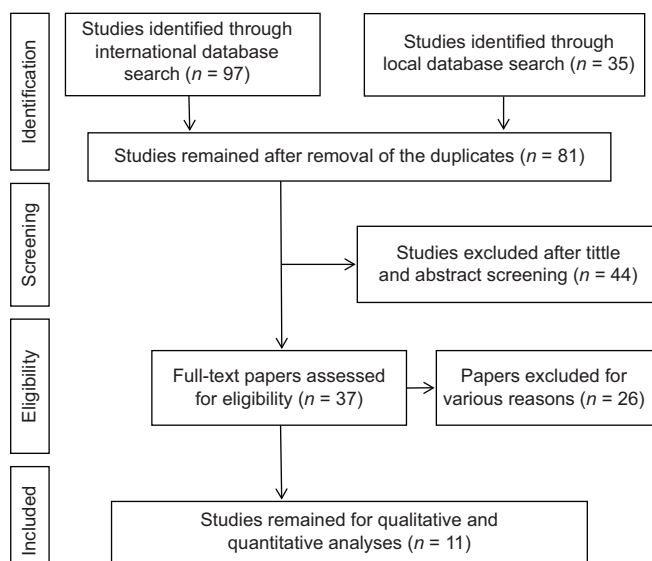 Identification
Studies identified through
international database
search (n = 97)
Studies identified through
local database search (n = 35)
Studies remained after removal of the duplicates (n = 81)
Screening
Studies excluded after tittle
and abstract screening (n = 44)
Eligibility
Full-text papers assessed
for eligibility (n = 37)
Papers excluded for
various reasons (n = 26)
Included
Studies remained for qualitative and
quantitative analyses (n = 11)